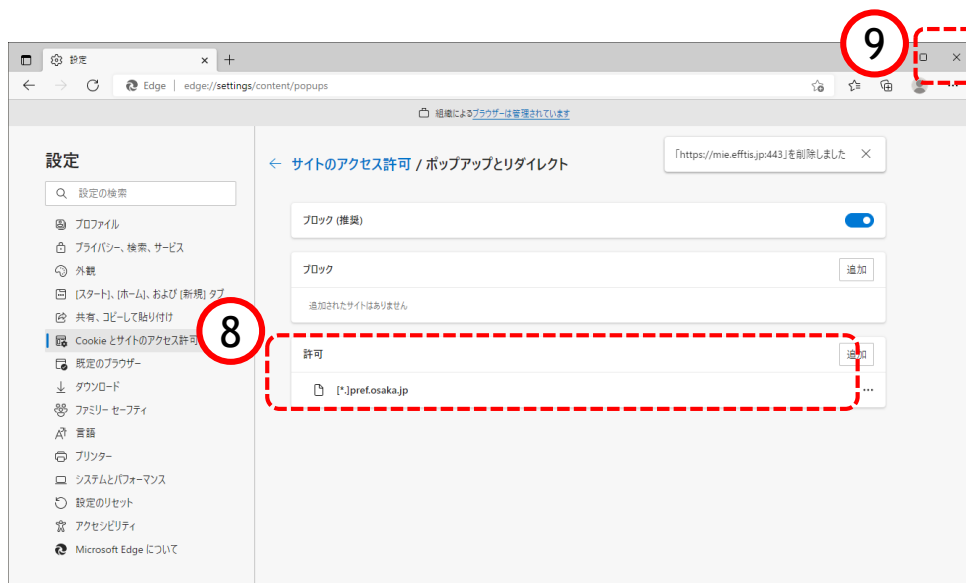 9
設定
Edge | edge://settings/content/popups
組織によるブラウザーは管理されています
設定
設定の検索
プロファイル
プライバシー、検索、サービス
外観
[スタート]、[ホーム]、および [新規] タブ
共有、コピーして貼り付け
Cookie とサイトのアクセス許可
既定のブラウザー
ダウンロード
ファミリー セーフティ
言語
プリンター
システムとパフォーマンス
設定のリセット
アクセシビリティ
Microsoft Edge について
サイトのアクセス許可 / ポップアップとリダイレクト
「https://mie.efftis.jp:443」を削除しました
ブロック (推奨)
ブロック
追加
追加されたサイトはありません
8
許可
追加
[*.]pref.osaka.jp